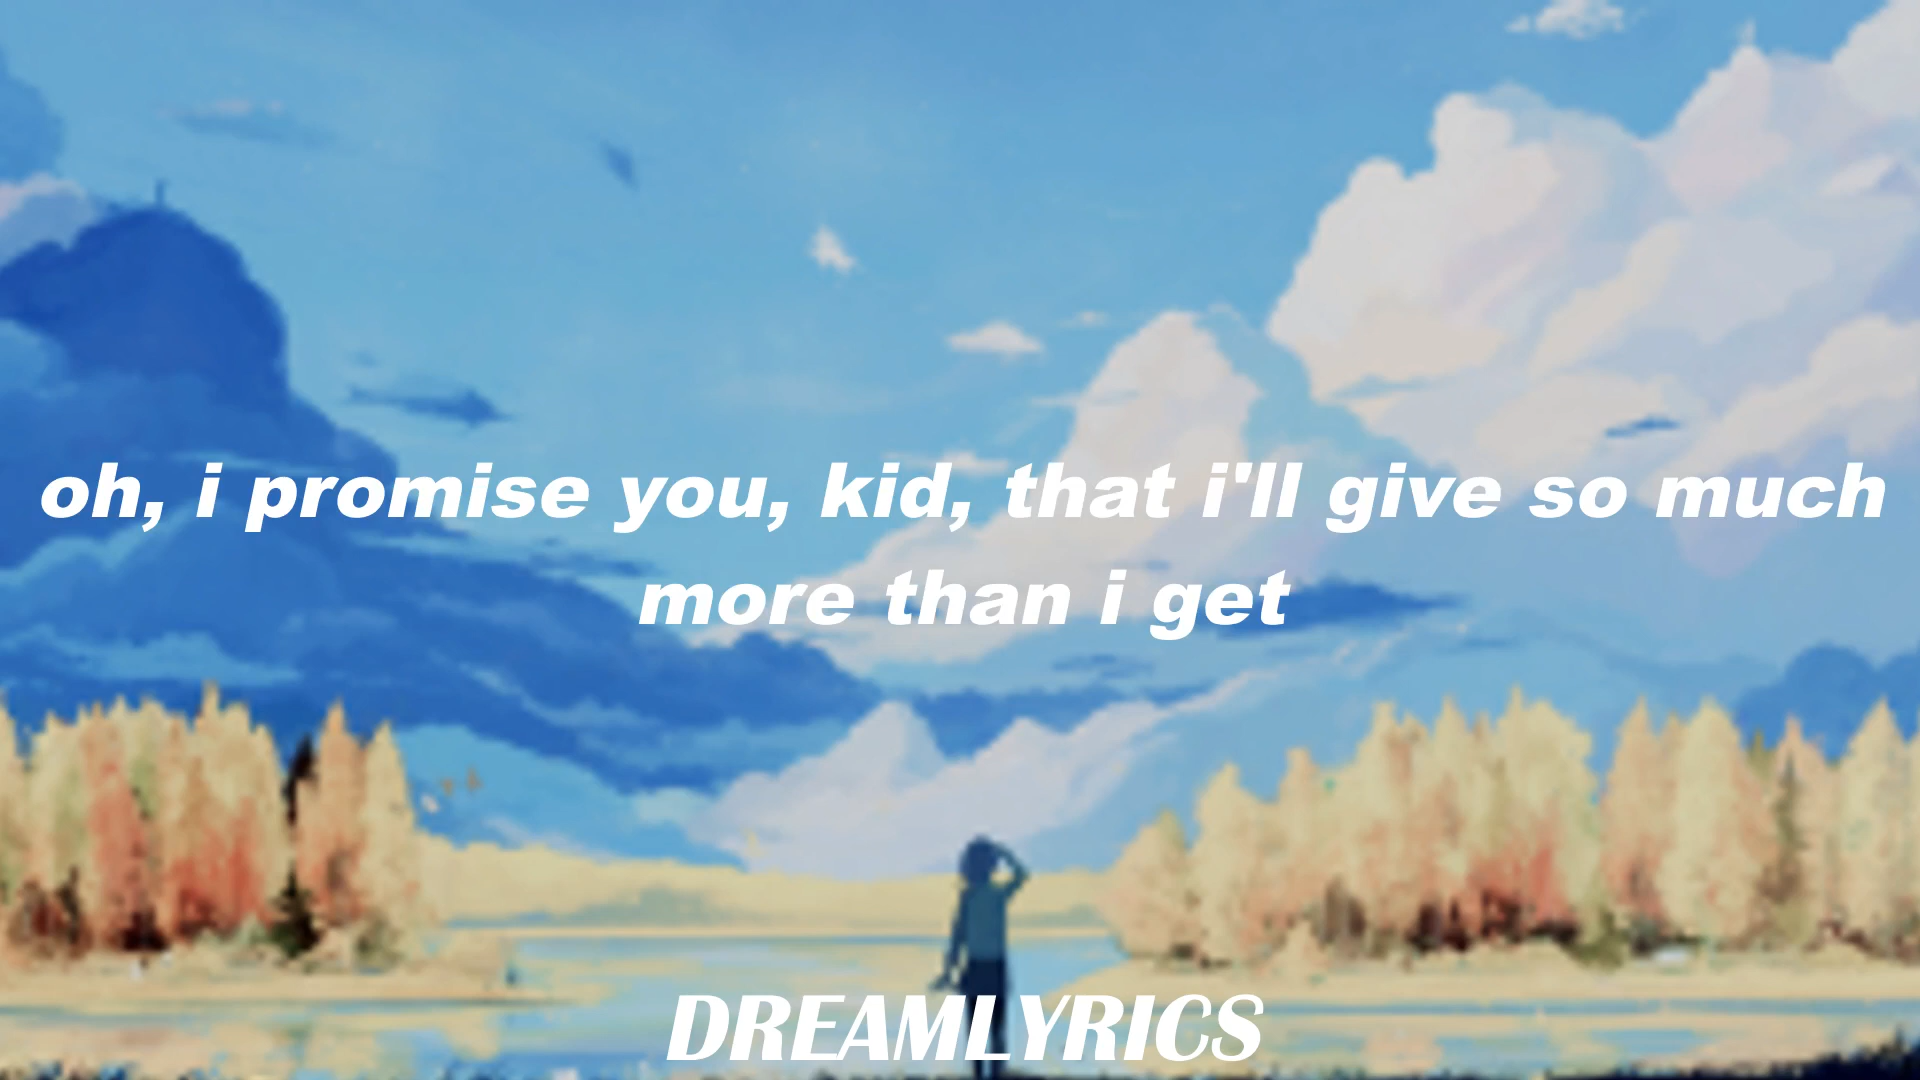 oh, i promise you, kid, that i'll give so much
more than i get
DREAMLYRICS